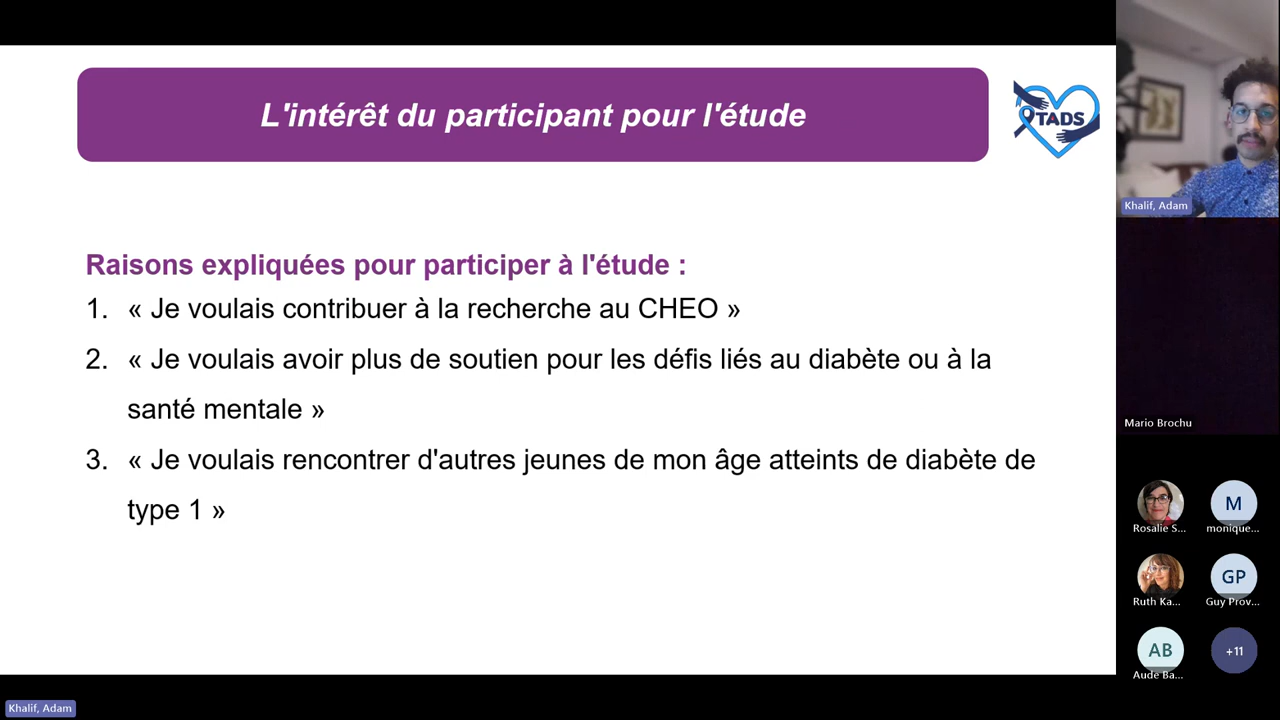 L'intérêt du participant pour l'étude
TADS
Raisons expliquées pour participer à l'étude :
1. « Je voulais contribuer à la recherche au CHEO »
2. « Je voulais avoir plus de soutien pour les défis liés au diabète ou à la
santé mentale »
3. « Je voulais rencontrer d'autres jeunes de mon âge atteints de diabète de
type 1 »
Khalif, Adam
Mario Brochu
Rosalie S...
M
monique...
Ruth Ka...
GP
Guy Prov...
AB
Aude Ba...
+11
Khalif, Adam